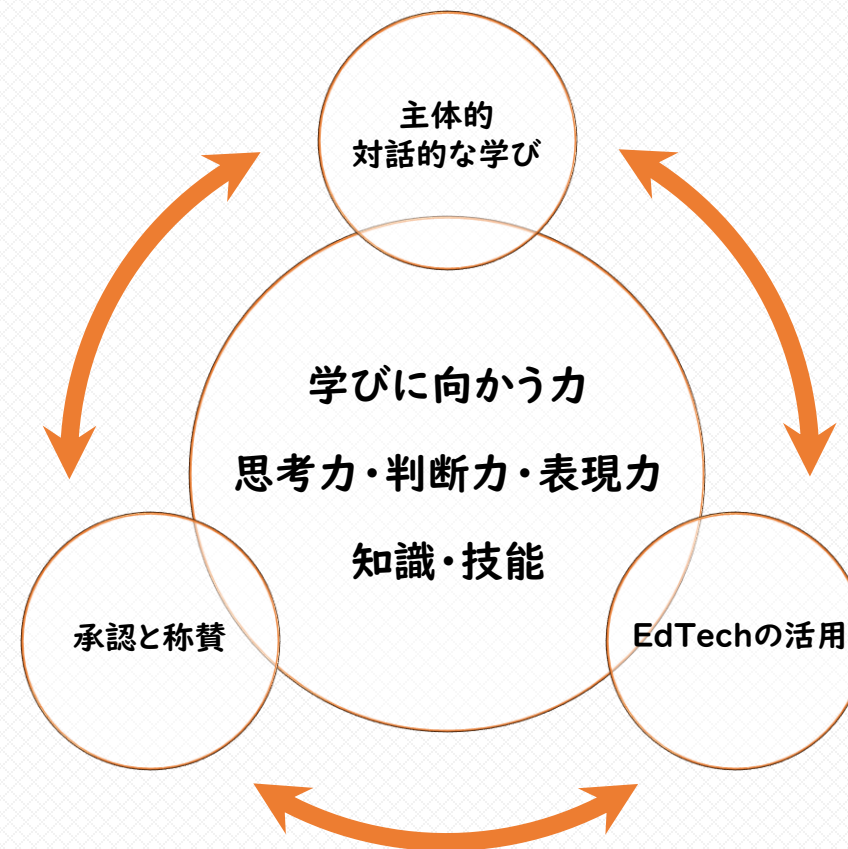 主体的
対話的な学び
学びに向かう力
思考力・判断力・表現力
知識・技能
承認と称賛
EdTechの活用